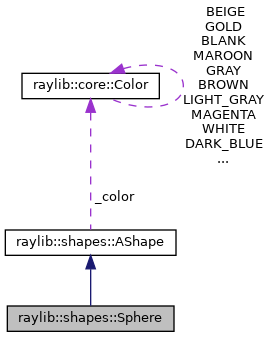 BEIGE
GOLD
BLANK
MAROON
GRAY
BROWN
LIGHT_GRAY
MAGENTA
WHITE
DARK_BLUE
...
raylib::core::Color
_color
raylib::shapes::AShape
raylib::shapes::Sphere